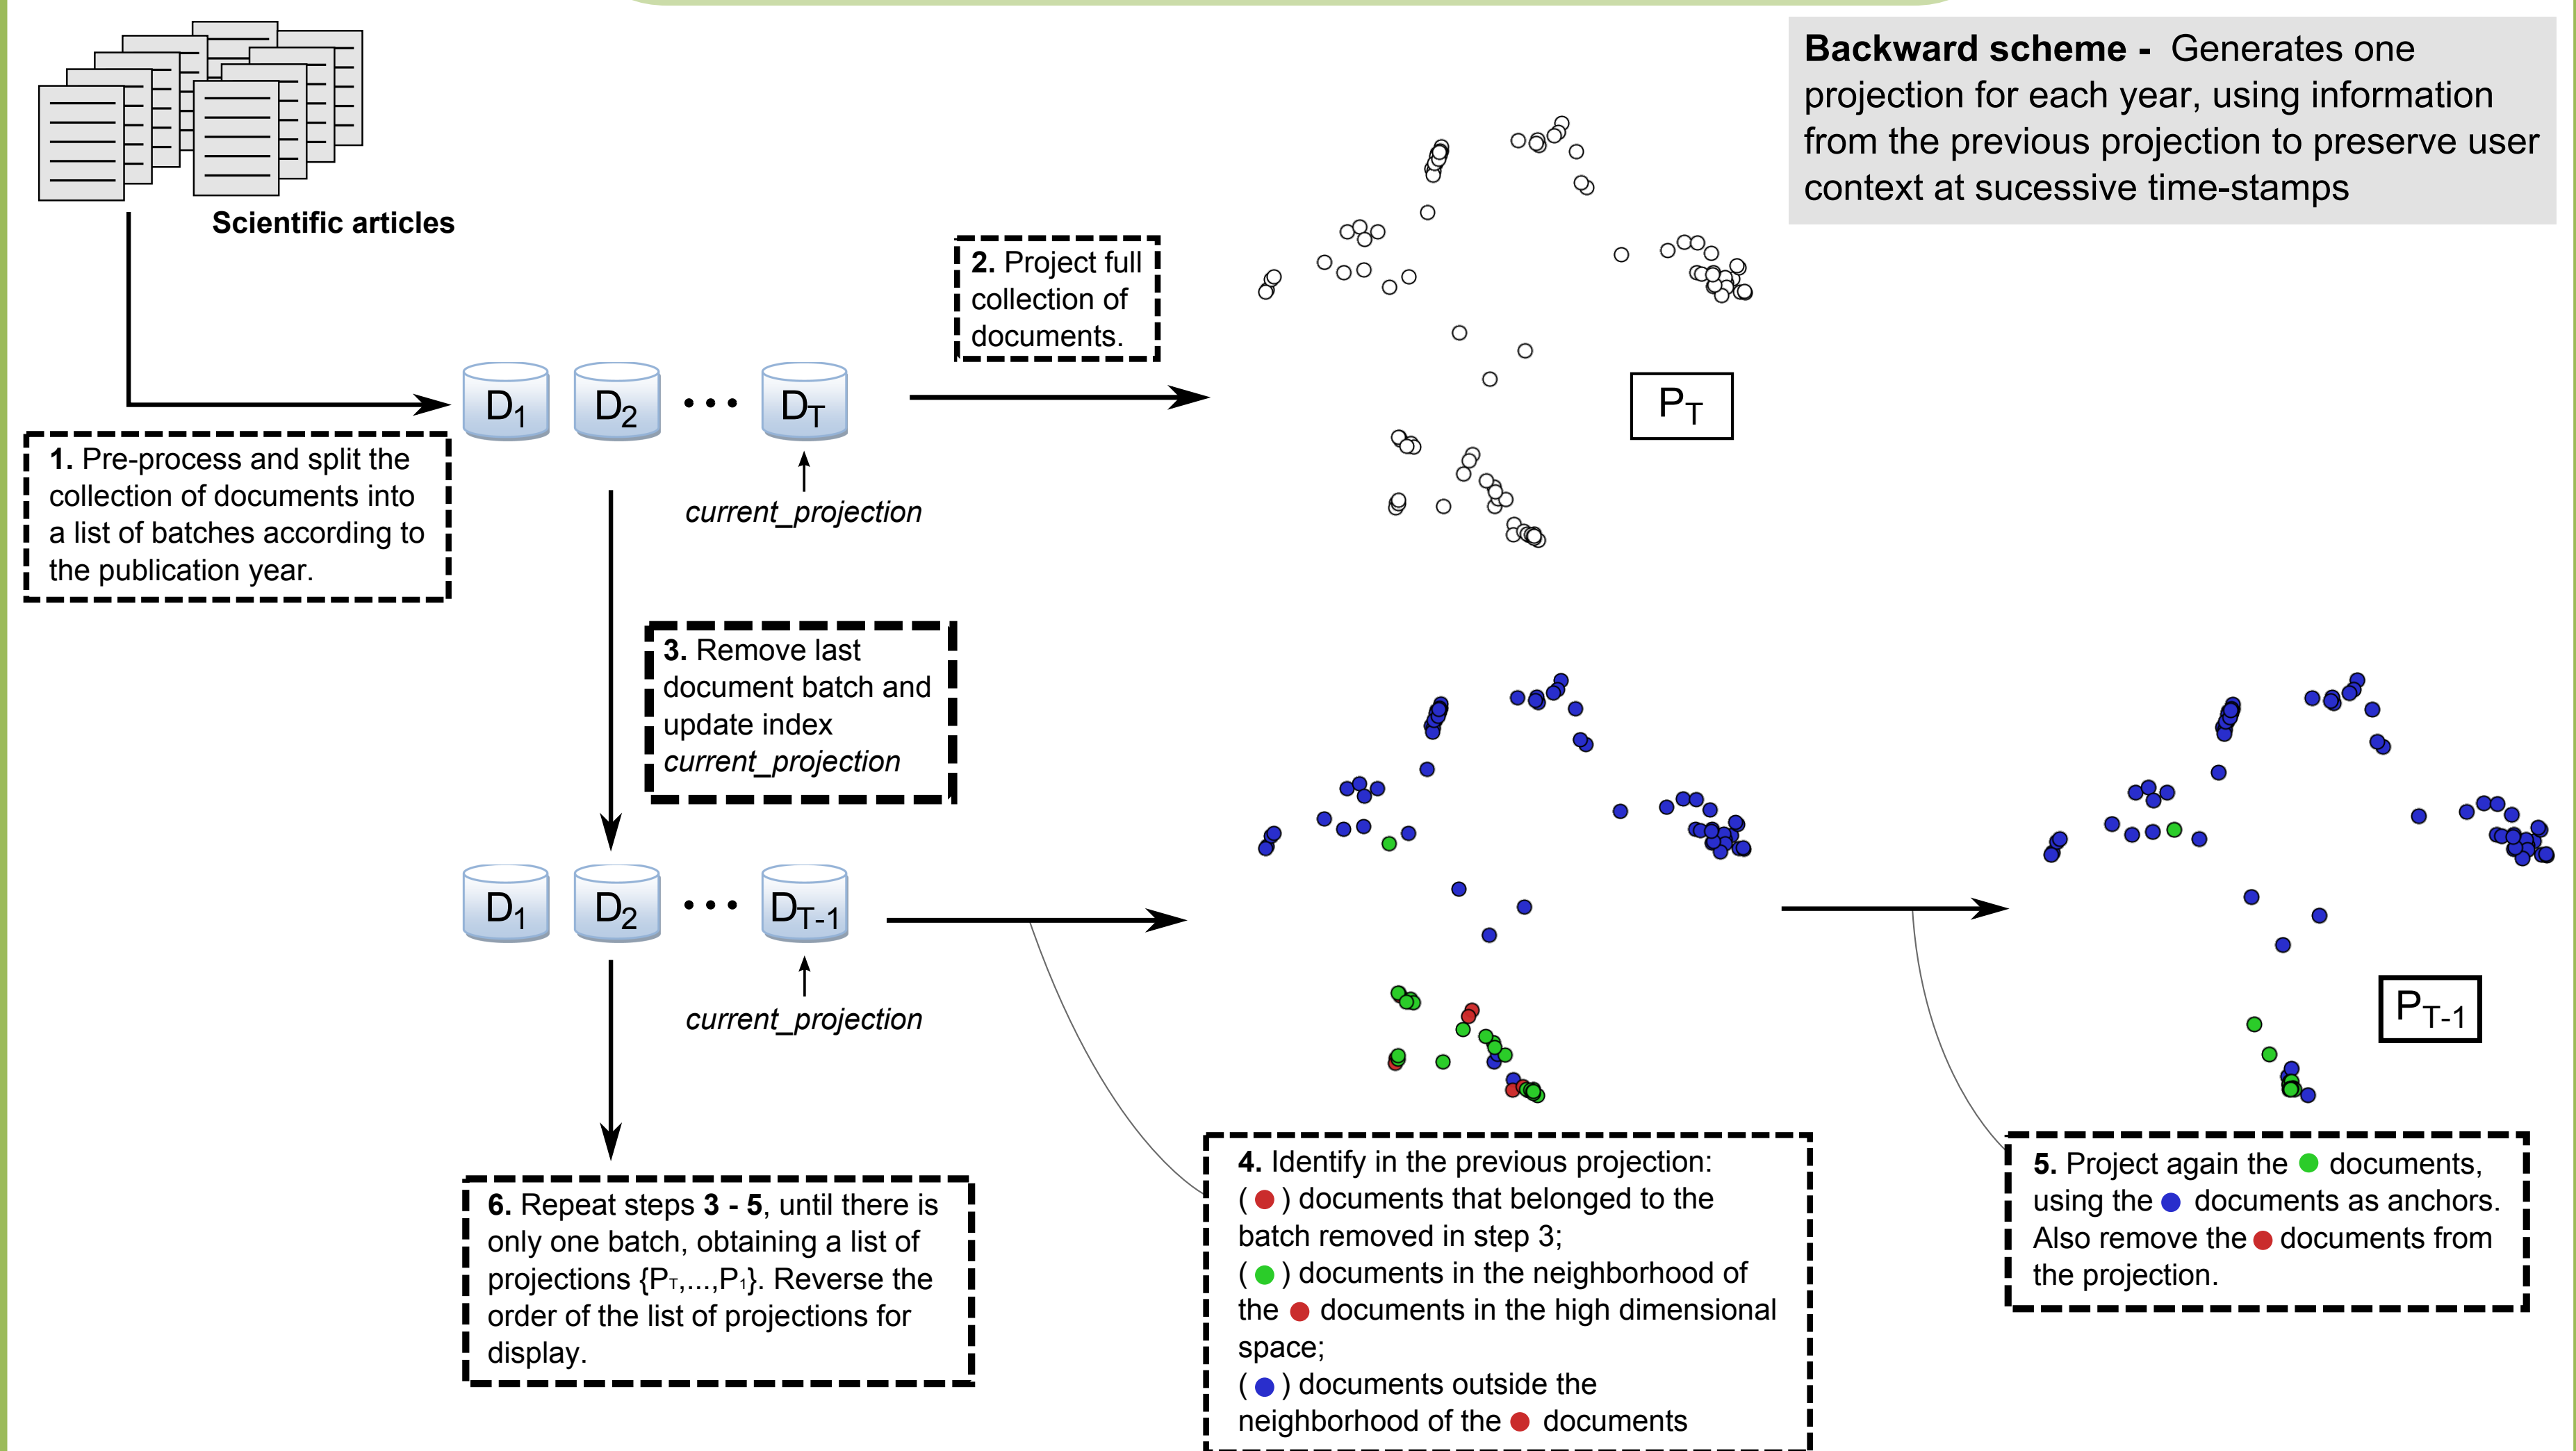 Backward scheme - Generates one
projection for each year, using information
from the previous projection to preserve user
context at sucessive time-stamps
Scientific articles
2. Project full
collection of
documents.
D1 D2 ••• DT
PT
current_projection
1. Pre-process and split the
collection of documents into
a list of batches according to
the publication year.
3. Remove last
document batch and
update index
current_projection
D1 D2 ••• DT-1
current_projection
PT-1
4. Identify in the previous projection:
( ) documents that belonged to the
batch removed in step 3;
( ) documents in the neighborhood of
the documents in the high dimensional
space;
( ) documents outside the
neighborhood of the documents
5. Project again the documents,
using the documents as anchors.
Also remove the documents from
the projection.
6. Repeat steps 3 - 5, until there is
only one batch, obtaining a list of
projections {PT,...,P1}. Reverse the
order of the list of projections for
display.